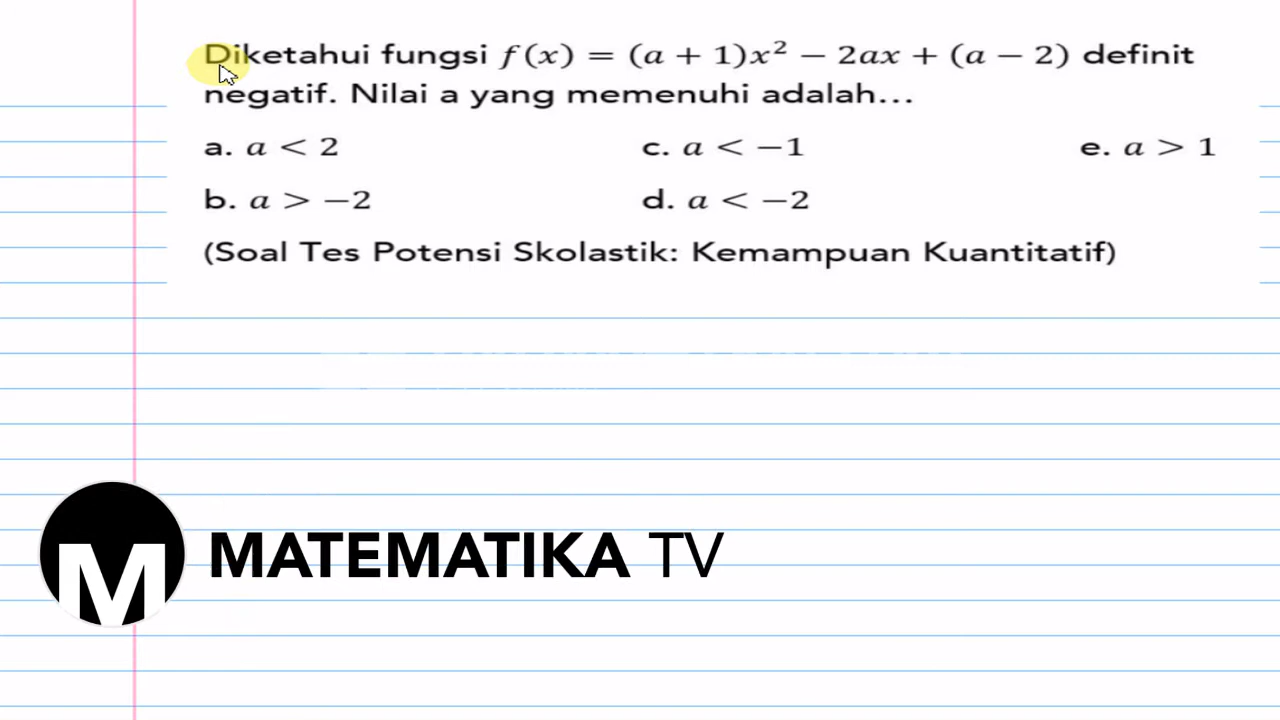 Diketahui fungsi f(x) = (a + 1)x² − 2ax + (a − 2) definit
negatif. Nilai a yang memenuhi adalah...
a. a < 2 c. a < −1 e. a > 1
b. a > −2 d. a < −2
(Soal Tes Potensi Skolastik: Kemampuan Kuantitatif)
M MATEMATIKA TV